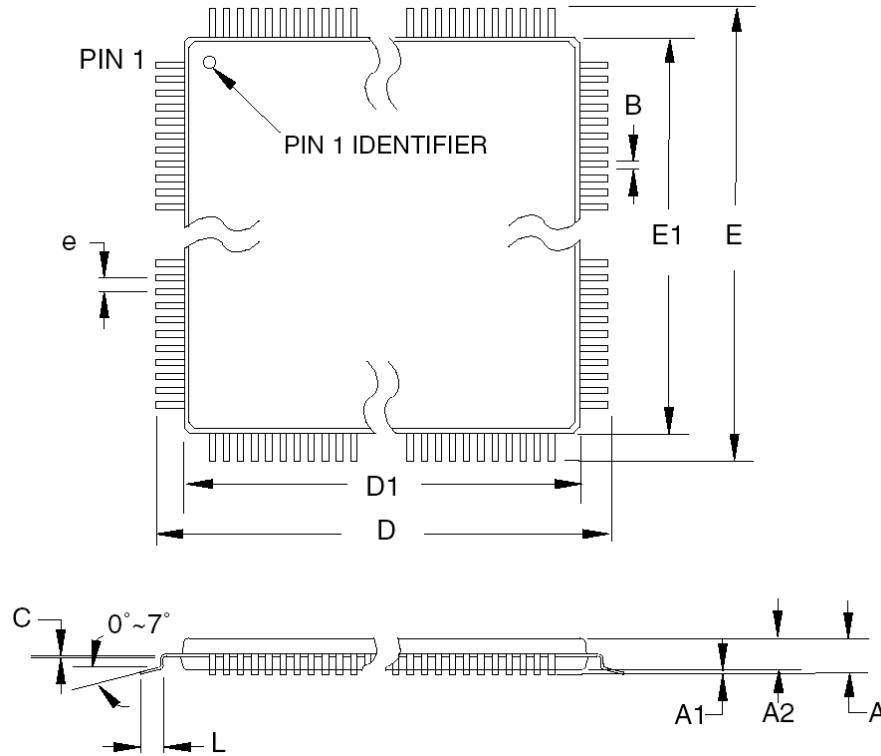 PIN 1
PIN 1 IDENTIFIER
B
E1
E
e
D1
D
C
0°~7°
L
A1
A2
A